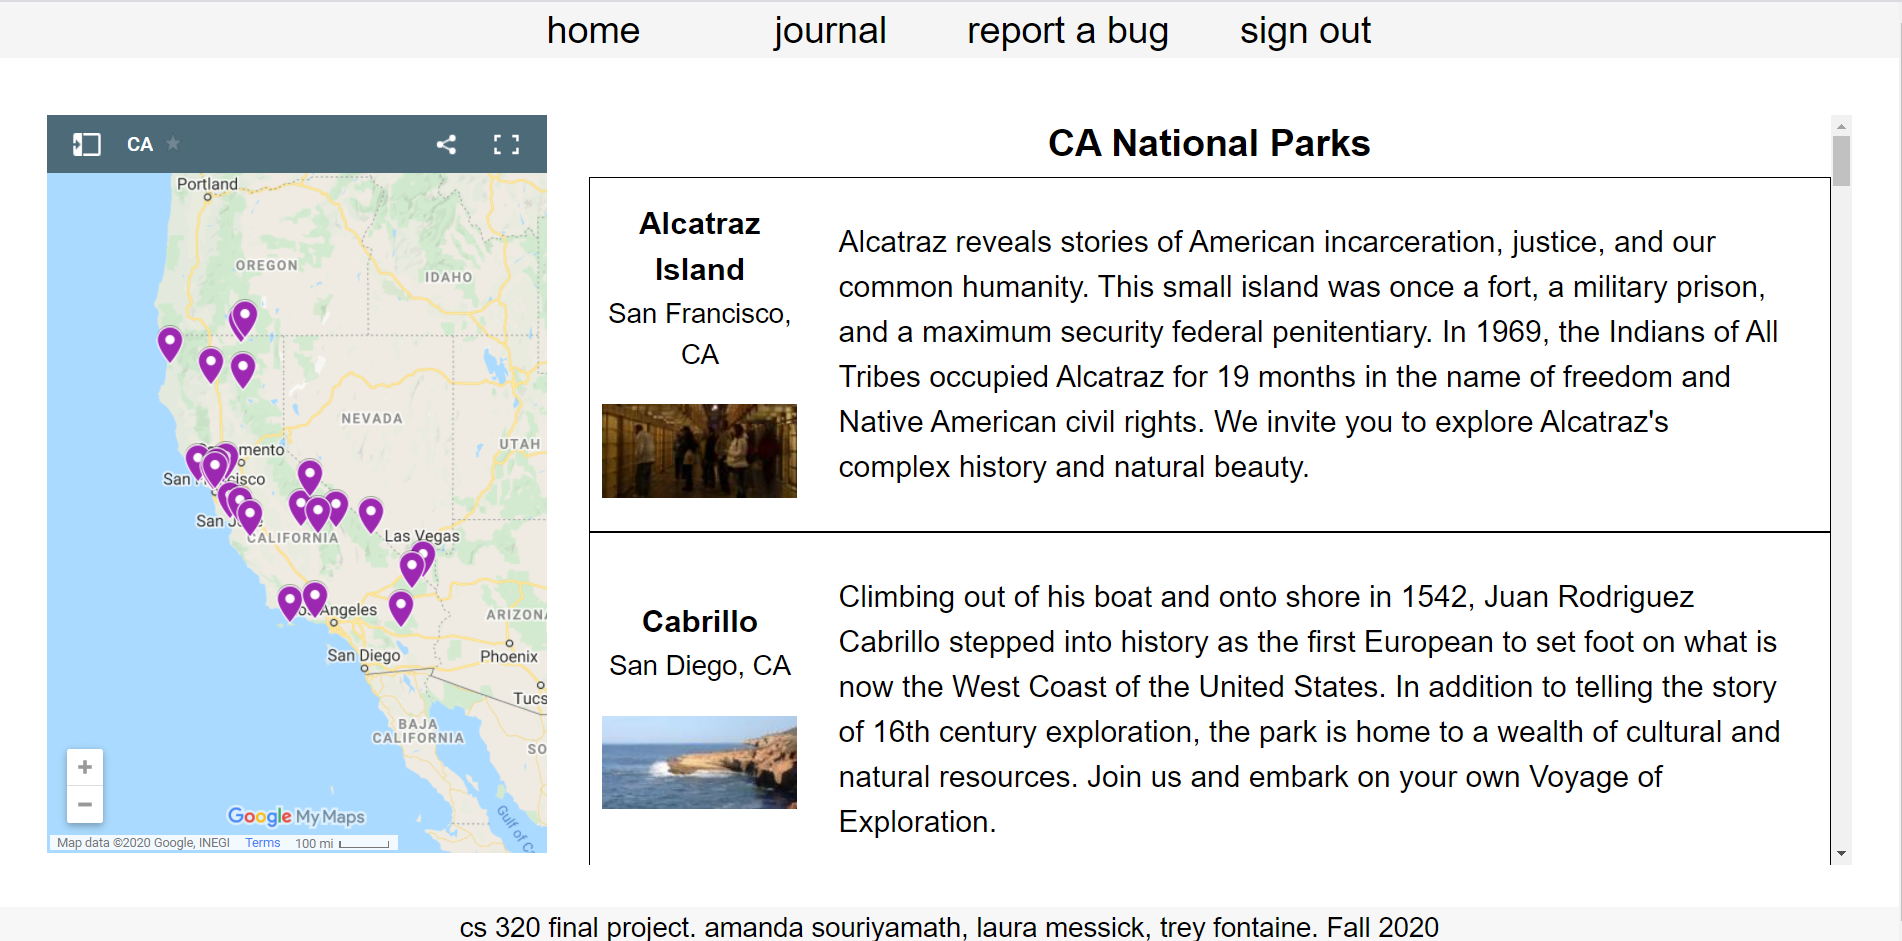 home journal report a bug sign out
CA
Portland
OREGON
IDAHO
NEVADA
UTAH
San
San
CALIFORNIA
Las Vegas
Angeles
San Diego
Phoenix
BAJA
CALIFORNIA
Google My Maps
Map data ©2020 Google, INEGI Terms 100 mi
CA National Parks
Alcatraz
Island
San Francisco,
CA
Alcatraz reveals stories of American incarceration, justice, and our
common humanity. This small island was once a fort, a military prison,
and a maximum security federal penitentiary. In 1969, the Indians of All
Tribes occupied Alcatraz for 19 months in the name of freedom and
Native American civil rights. We invite you to explore Alcatraz's
complex history and natural beauty.
Cabrillo
San Diego, CA
Climbing out of his boat and onto shore in 1542, Juan Rodriguez
Cabrillo stepped into history as the first European to set foot on what is
now the West Coast of the United States. In addition to telling the story
of 16th century exploration, the park is home to a wealth of cultural and
natural resources. Join us and embark on your own Voyage of
Exploration.
cs 320 final project. amanda souriyamath, laura messick, trey fontaine. Fall 2020